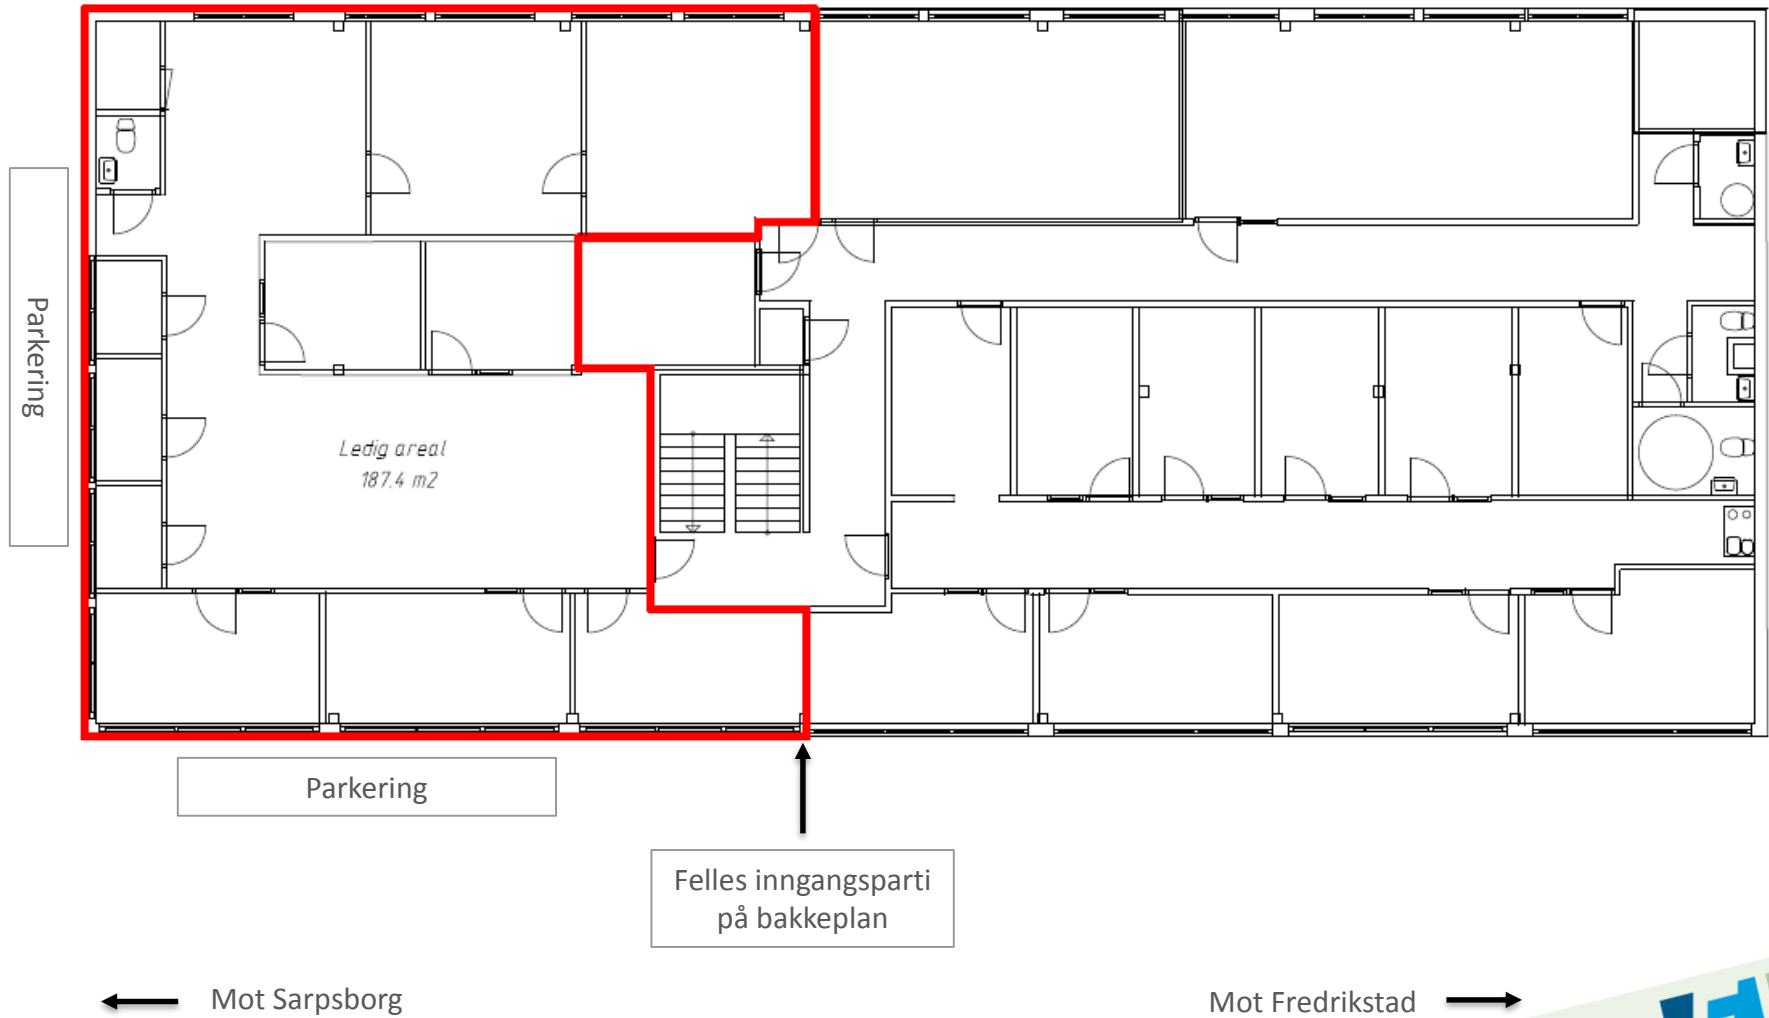 Parkering
Ledig areal
187.4 m2
Parkering
Felles inngangsparti
på bakkeplan
Mot Sarpsborg
Mot Fredrikstad